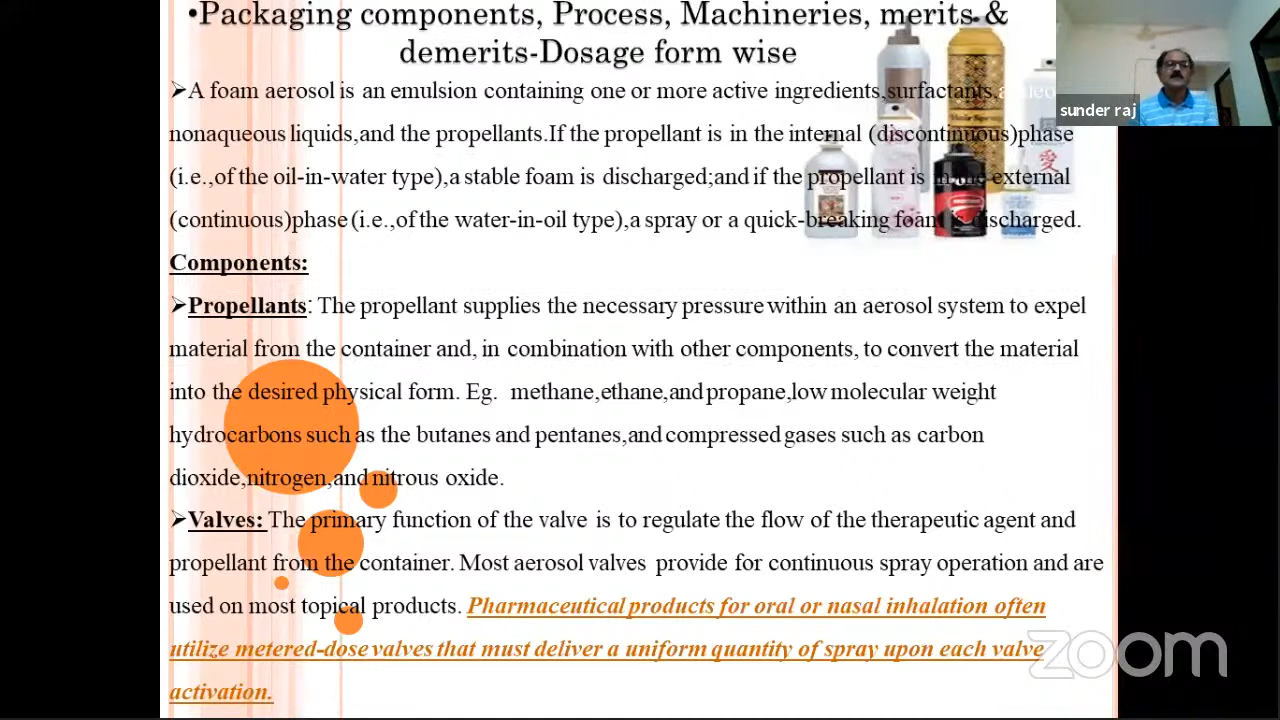 •Packaging components, Process, Machineries, merits & demerits-Dosage form wise
➢A foam aerosol is an emulsion containing one or more active ingredients,surfactants,
nonaqueous liquids,and the propellants.If the propellant is in the internal (discontinuous)phase
(i.e.,of the oil-in-water type),a stable foam is discharged;and if the propellant is in the external
(continuous)phase (i.e.,of the water-in-oil type),a spray or a quick-breaking foam is discharged.
Components:
➢Propellants: The propellant supplies the necessary pressure within an aerosol system to expel
material from the container and, in combination with other components, to convert the material
into the desired physical form. Eg. methane,ethane,and propane,low molecular weight
hydrocarbons such as the butanes and pentanes,and compressed gases such as carbon
dioxide,nitrogen,and nitrous oxide.
➢Valves: The primary function of the valve is to regulate the flow of the therapeutic agent and
propellant from the container. Most aerosol valves provide for continuous spray operation and are
used on most topical products. Pharmaceutical products for oral or nasal inhalation often
utilize metered-dose valves that must deliver a uniform quantity of spray upon each valve
activation.
sunder raj
愛
zoom